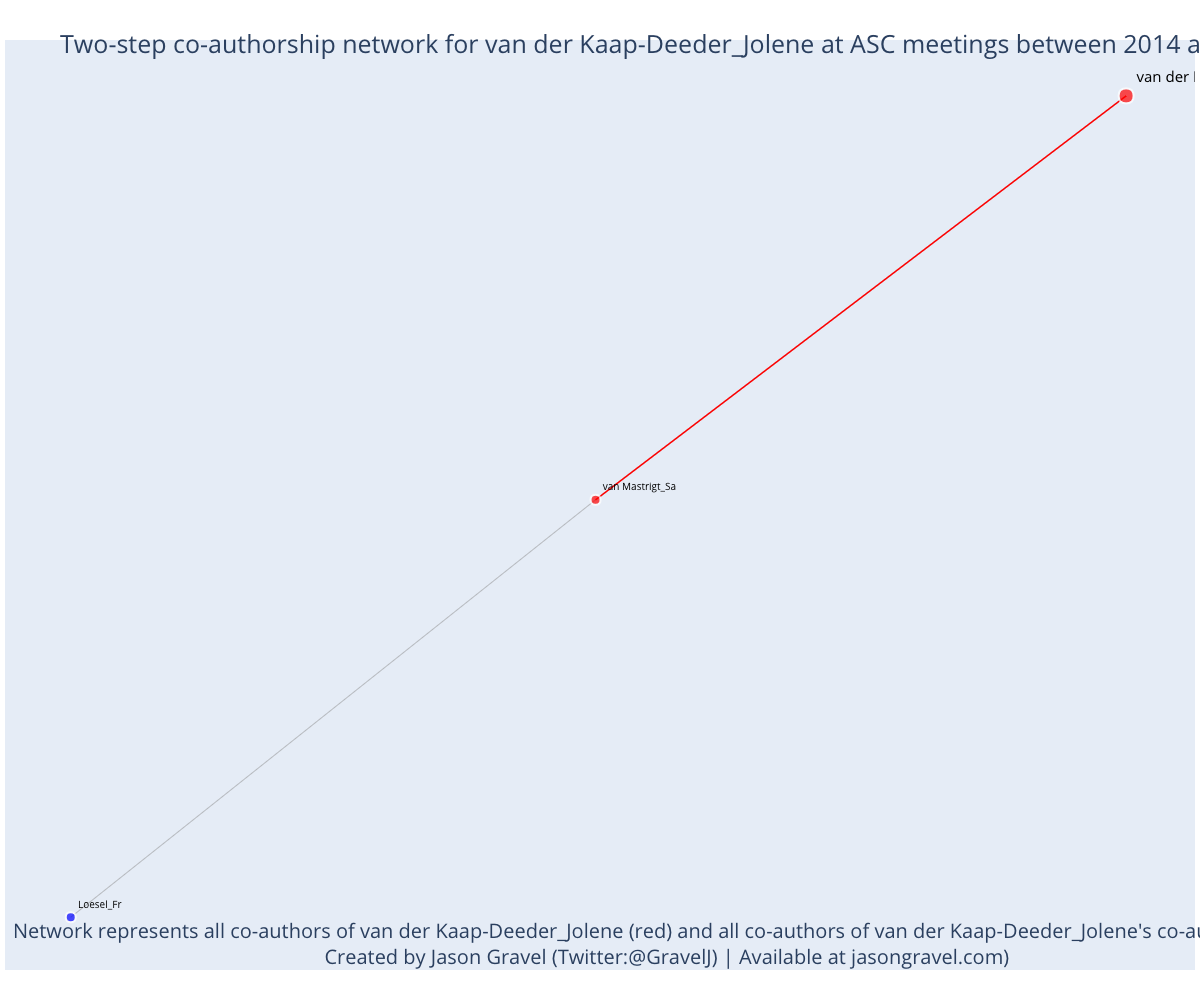 Two-step co-authorship network for van der Kaap-Deeder_Jolene at ASC meetings between 2014 a
van der
van Mastrigt_Sa
Loesel_Fr
Network represents all co-authors of van der Kaap-Deeder_Jolene (red) and all co-authors of van der Kaap-Deeder_Jolene's co-au
Created by Jason Gravel (Twitter:@GravelJ) | Available at jasongravel.com)